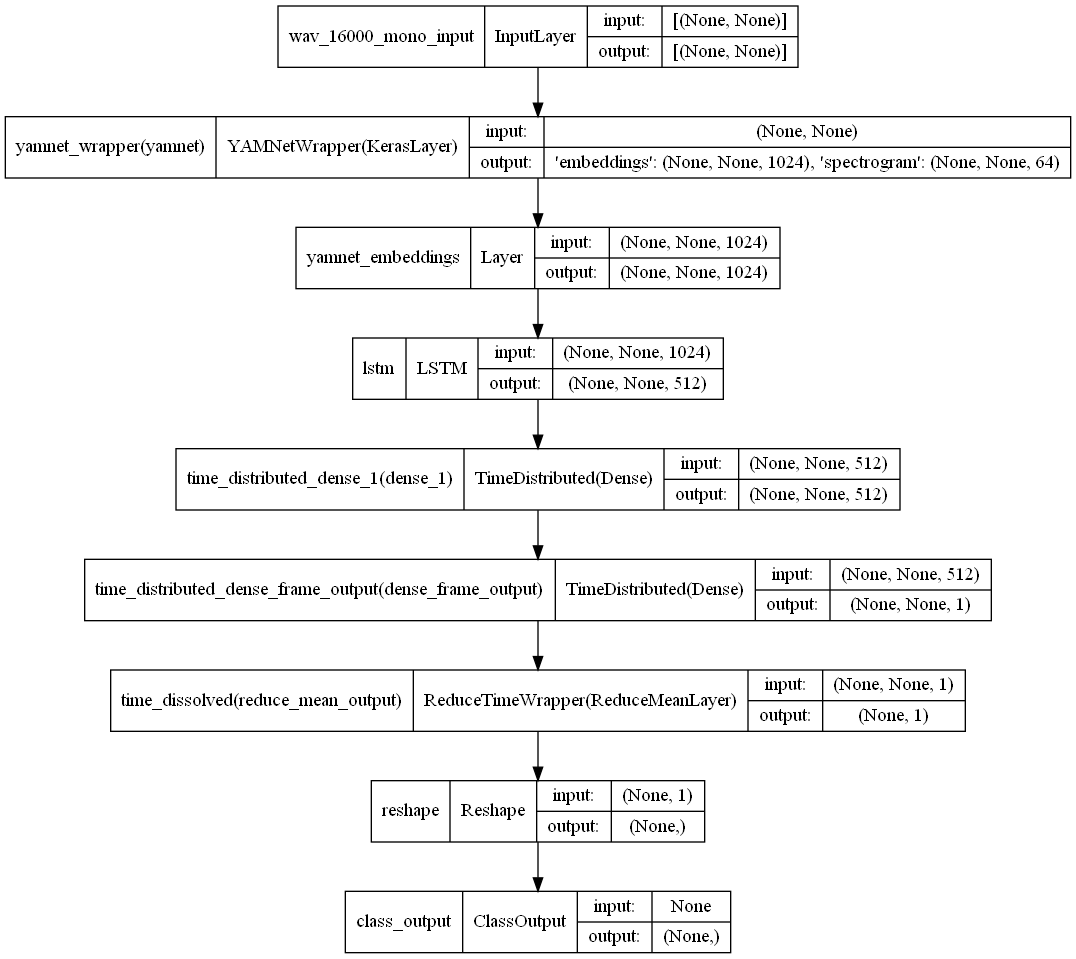 wav_16000_mono_input InputLayer input: [(None, None)]
output: [(None, None)]
yamnet_wrapper(yamnet) YAMNetWrapper(KerasLayer) input: (None, None)
output: 'embeddings': (None, None, 1024), 'spectrogram': (None, None, 64)
yamnet_embeddings Layer input: (None, None, 1024)
output: (None, None, 1024)
lstm LSTM input: (None, None, 1024)
output: (None, None, 512)
time_distributed_dense_1(dense_1) TimeDistributed(Dense) input: (None, None, 512)
output: (None, None, 512)
time_distributed_dense_frame_output(dense_frame_output) TimeDistributed(Dense) input: (None, None, 512)
output: (None, None, 1)
time_dissolved(reduce_mean_output) ReduceTimeWrapper(ReduceMeanLayer) input: (None, None, 1)
output: (None, 1)
reshape Reshape input: (None, 1)
output: (None,)
class_output ClassOutput input: None
output: (None,)